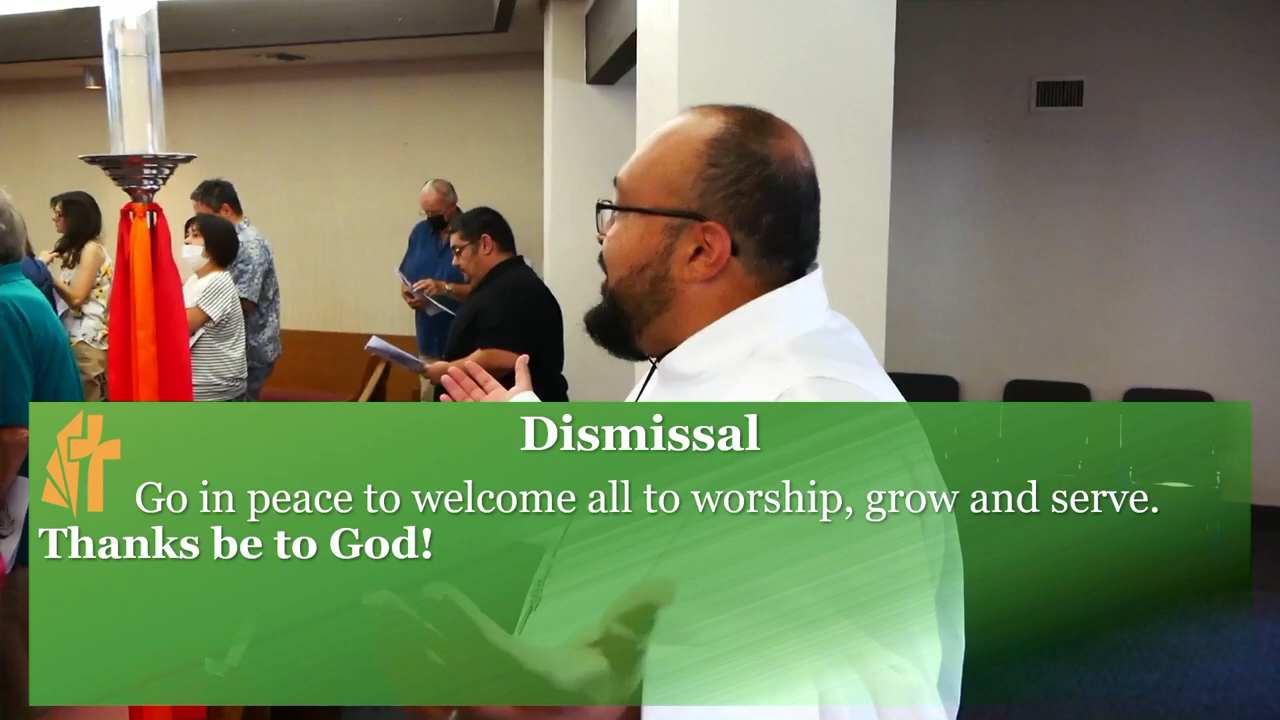 Dismissal
Go in peace to welcome all to worship, grow and serve.
Thanks be to God!